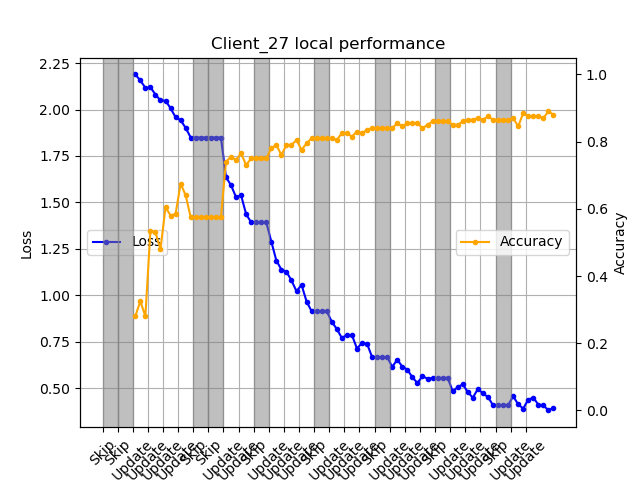 Client_27 local performance
2.25
2.00
1.75
1.50
1.25
1.00
0.75
0.50
Loss
Loss
Accuracy
1.0
0.8
0.6
0.4
0.2
0.0
Accuracy
Skip
Skip
Update
Update
Update
Update
Skip
Skip
Update
Update
Skip
Update
Update
Update
Skip
Update
Update
Update
Skip
Update
Update
Update
Skip
Update
Update
Update
Skip
Update
Update